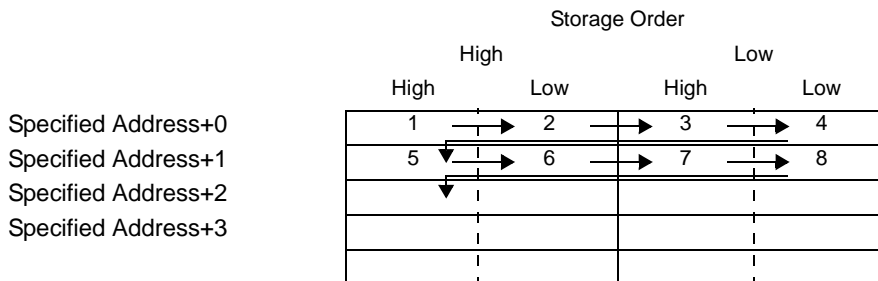 Storage Order
High Low
High Low High Low
Specified Address+0 1 2 3 4
Specified Address+1 5 6 7 8
Specified Address+2
Specified Address+3